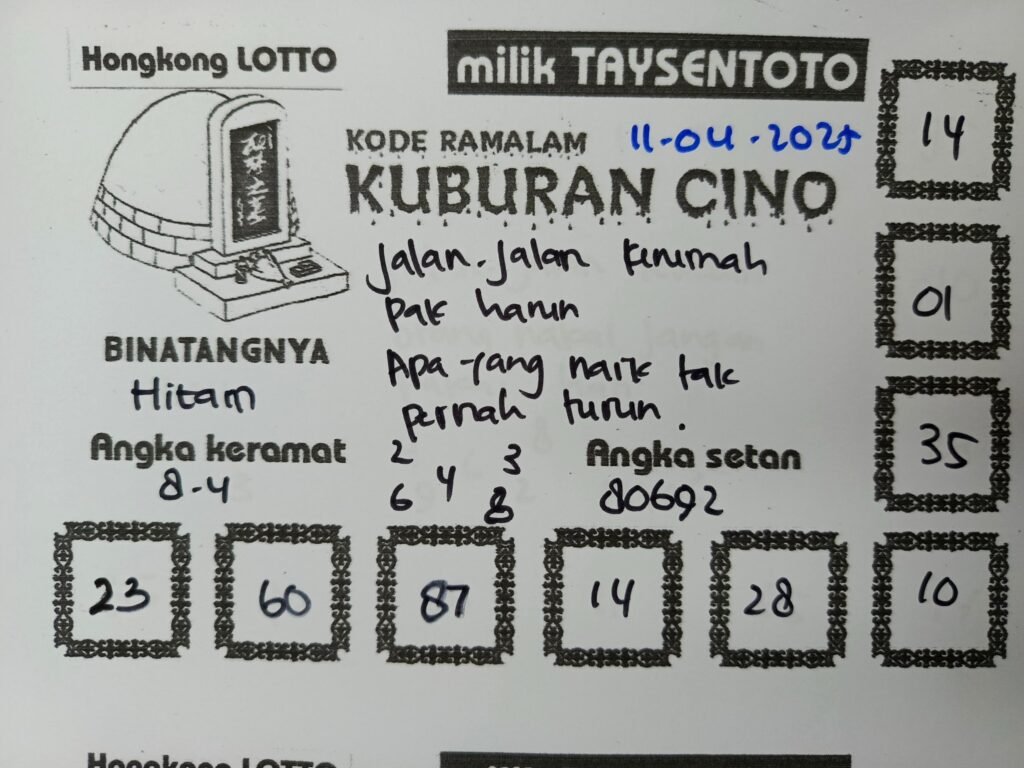 Hongkong LOTTO
milik TAYSENTOTO
KODE RAMALAM 11-04-2025
KUBURAN CINO
Jalan-Jalan kerumah
pak harun
Apa yang naik tak
pernah turun.
BINATANGNYA
Hitam
Angka keramat
8-4
2 3
4
6 8
Angka setan
80692
14
01
35
23 60 87 14 28 10
Hongkong LOTTO